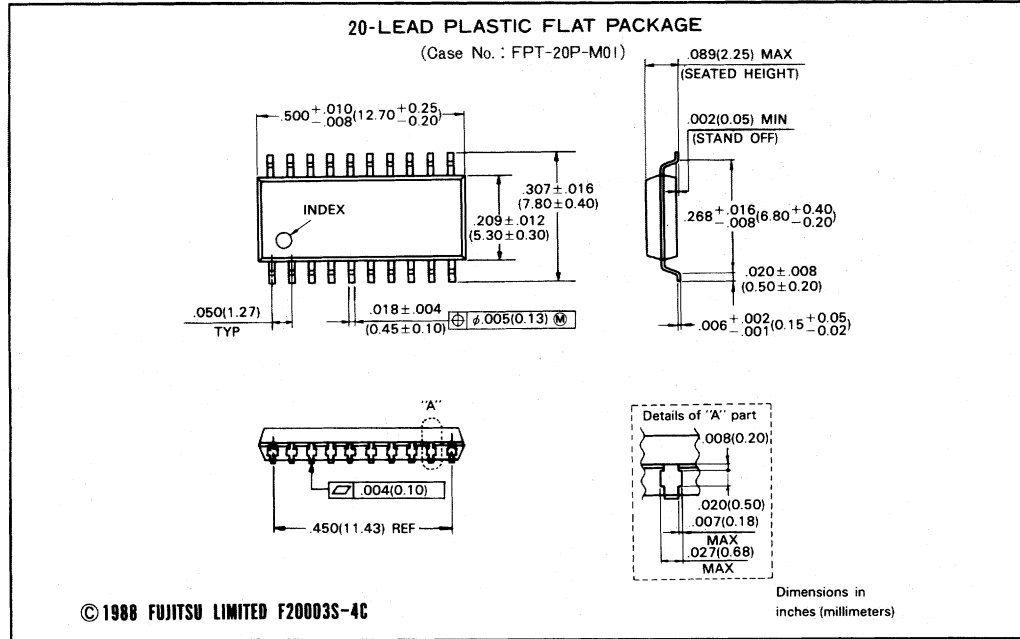 20-LEAD PLASTIC FLAT PACKAGE
(Case No. : FPT-20P-M01)
.089(2.25) MAX
(SEATED HEIGHT)
.500 +.010 -.008 (12.70 +0.25 -0.20)
.002(0.05) MIN
(STAND OFF)
INDEX
.307±.016
(7.80±0.40)
.209±.012
(5.30±0.30)
.268 +.016 -.008 (6.80 +0.40 -0.20)
.020±.008
(0.50±0.20)
.050(1.27)
TYP
.018±.004
(0.45±0.10)
⌖ φ.005(0.13) Ⓜ
.006 +.002 -.001 (0.15 +0.05 -0.02)
"A"
Details of "A" part
.008(0.20)
▱ .004(0.10)
.020(0.50)
.007(0.18)
MAX
.027(0.68)
MAX
.450(11.43) REF
Dimensions in
inches (millimeters)
© 1988 FUJITSU LIMITED F20003S-4C